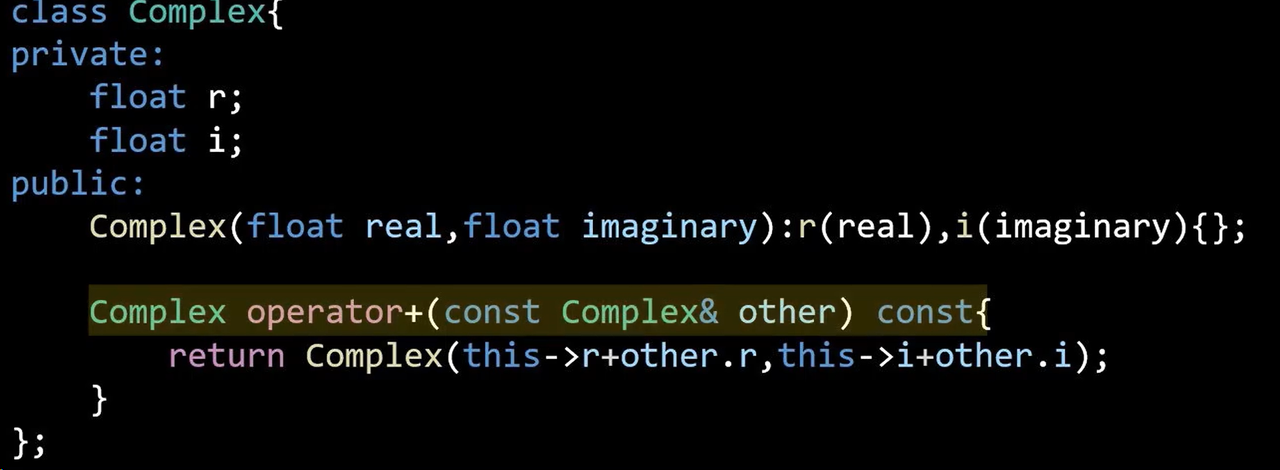 class Complex{
private:
    float r;
    float i;
public:
    Complex(float real,float imaginary):r(real),i(imaginary){};
    Complex operator+(const Complex& other) const{
        return Complex(this->r+other.r,this->i+other.i);
    }
};